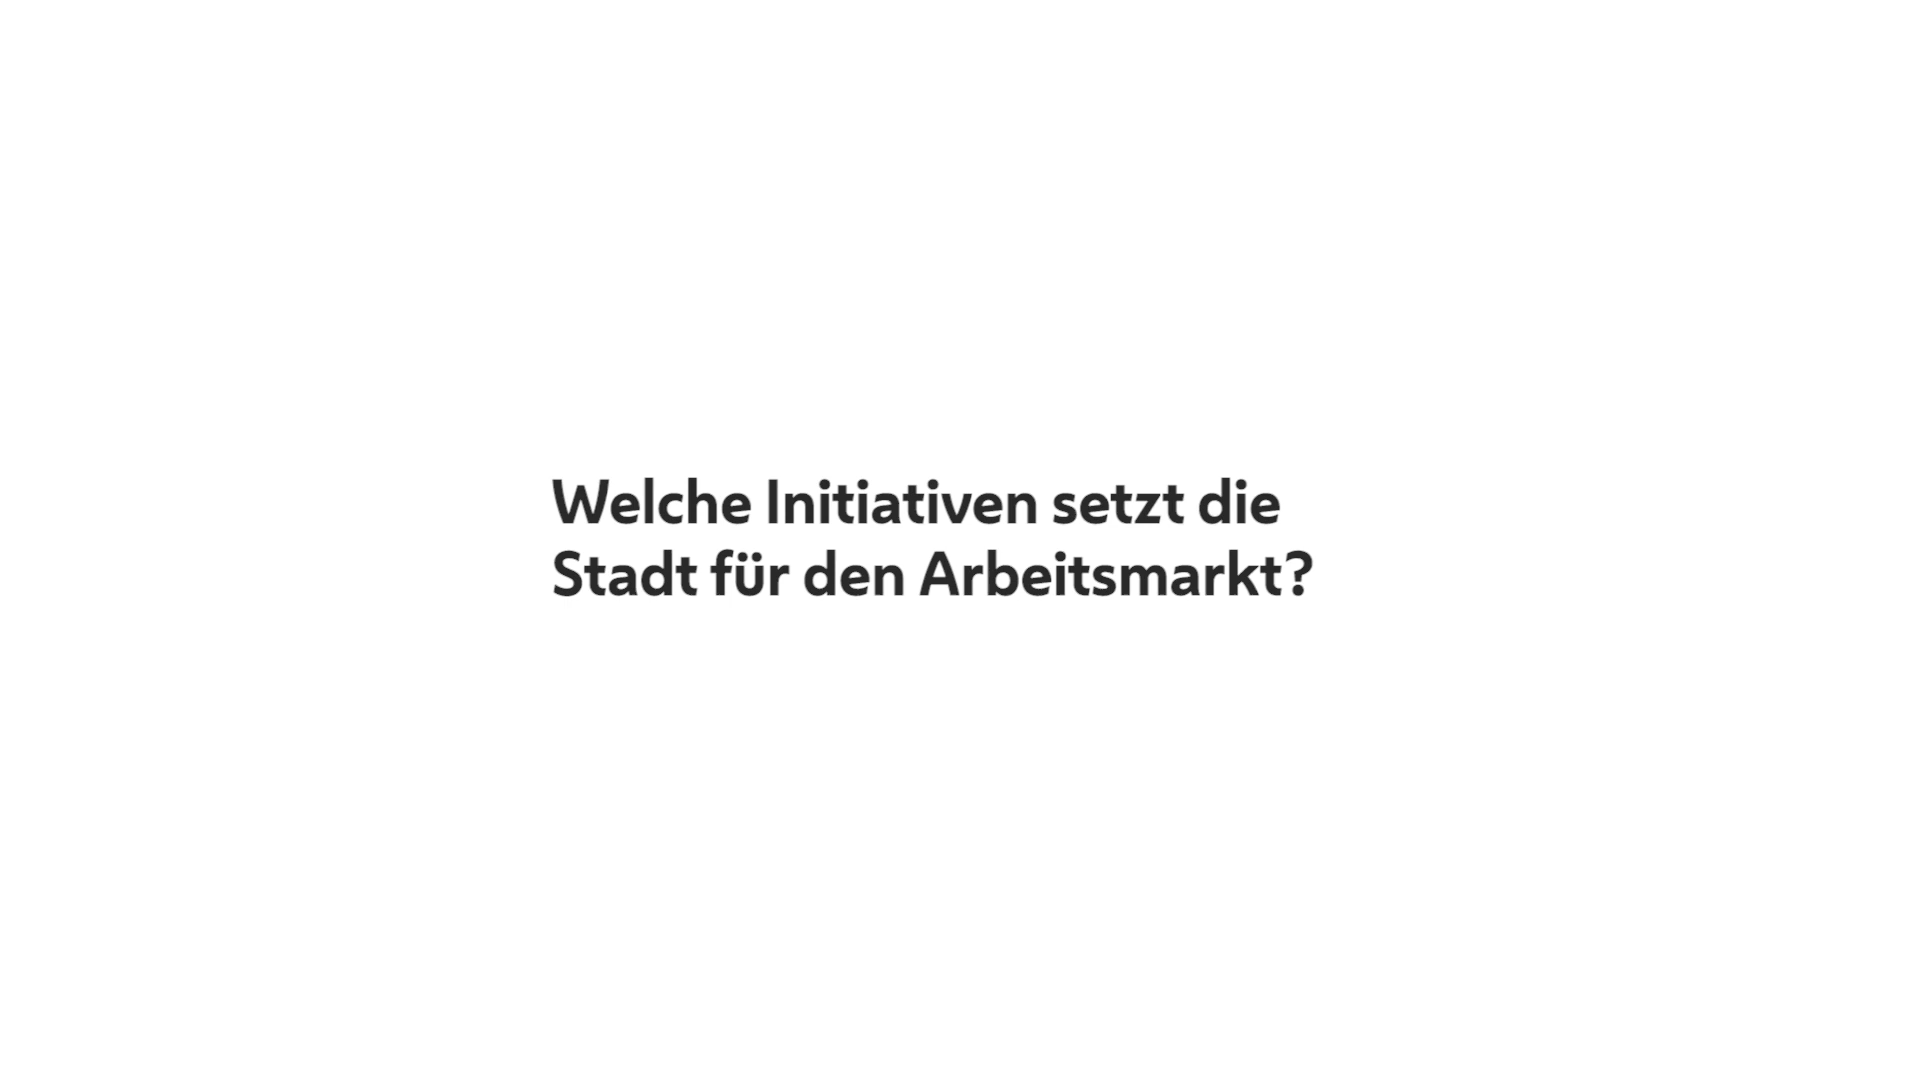 Welche Initiativen setzt die
Stadt für den Arbeitsmarkt?